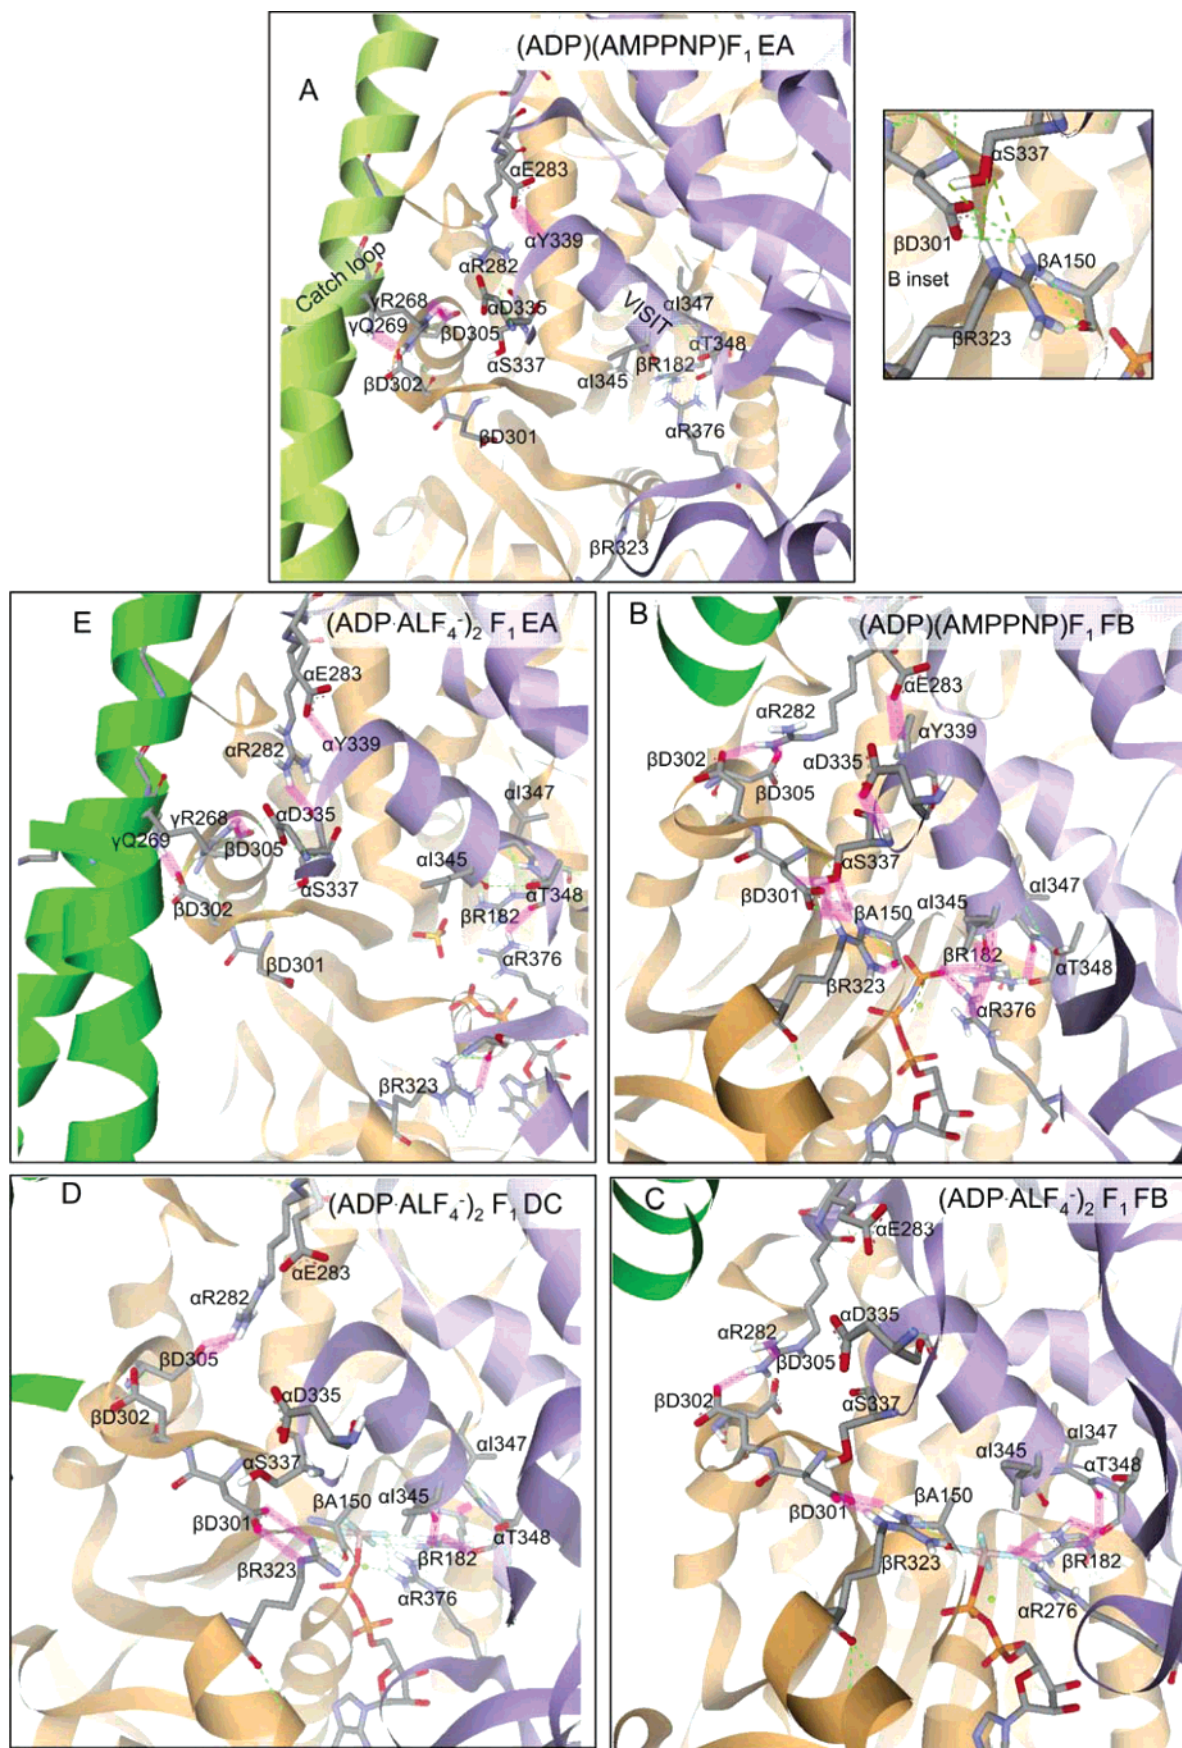 A
(ADP)(AMPPNP)F₁ EA
αE283
αY339
αR282
Catch loop
γR268
γQ269
αD335
βD305
VISIT
αI347
αT348
αS337
βR182
αI345
βD302
αR376
βD301
βR323
αS337
βD301
βA150
B inset
βR323
E
(ADP·ALF₄⁻)₂ F₁ EA
αE283
αR282
αY339
αI347
γR268
αD335
γQ269
βD305
αI345
αS337
αT348
βD302
βR182
βD301
αR376
βR323
B
(ADP)(AMPPNP)F₁ FB
αE283
αR282
αY339
βD302
αD335
βD305
αS337
αI347
βD301
αI345
βA150
βR182
αT348
βR323
αR376
D
(ADP·ALF₄⁻)₂ F₁ DC
αE283
αR282
βD305
αD335
βD302
αI347
αS337
αI345
βA150
βD301
αT348
βR182
βR323
αR376
C
(ADP·ALF₄⁻)₂ F₁ FB
αE283
αD335
αR282
βD305
αS337
βD302
αI347
αI345
αT348
βA150
βD301
βR323
βR182
αR276